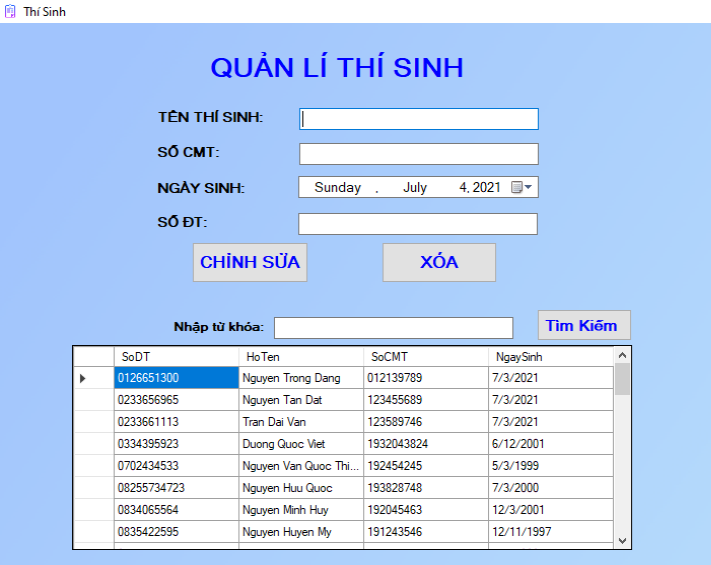 Thí Sinh
QUẢN LÍ THÍ SINH
TÊN THÍ SINH:
SỐ CMT:
NGÀY SINH: Sunday , July 4, 2021
SỐ ĐT:
CHỈNH SỬA XÓA
Nhập từ khóa: Tìm Kiếm
SoDT HoTen SoCMT NgaySinh
0126651300 Nguyen Trong Dang 012139789 7/3/2021
0233656965 Nguyen Tan Dat 123455689 7/3/2021
0233661113 Tran Dai Van 123589746 7/3/2021
0334395923 Duong Quoc Viet 1932043824 6/12/2001
0702434533 Nguyen Van Quoc Thi... 192454245 5/3/1999
08255734723 Nguyen Huu Quoc 193828748 7/3/2000
0834065564 Nguyen Minh Huy 192045463 12/3/2001
0835422595 Nguyen Huyen My 191243546 12/11/1997